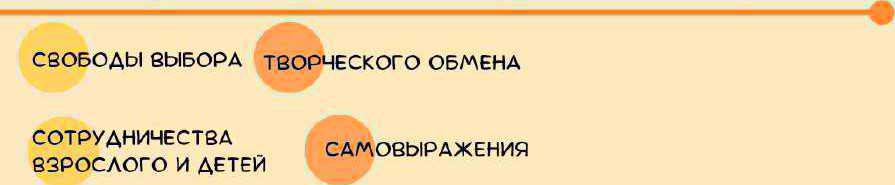 СВОБОДЫ ВЫБОРА
ТВОРЧЕСКОГО ОБМЕНА
СОТРУДНИЧЕСТВА
ВЗРОСЛОГО И ДЕТЕЙ
САМОВЫРАЖЕНИЯ